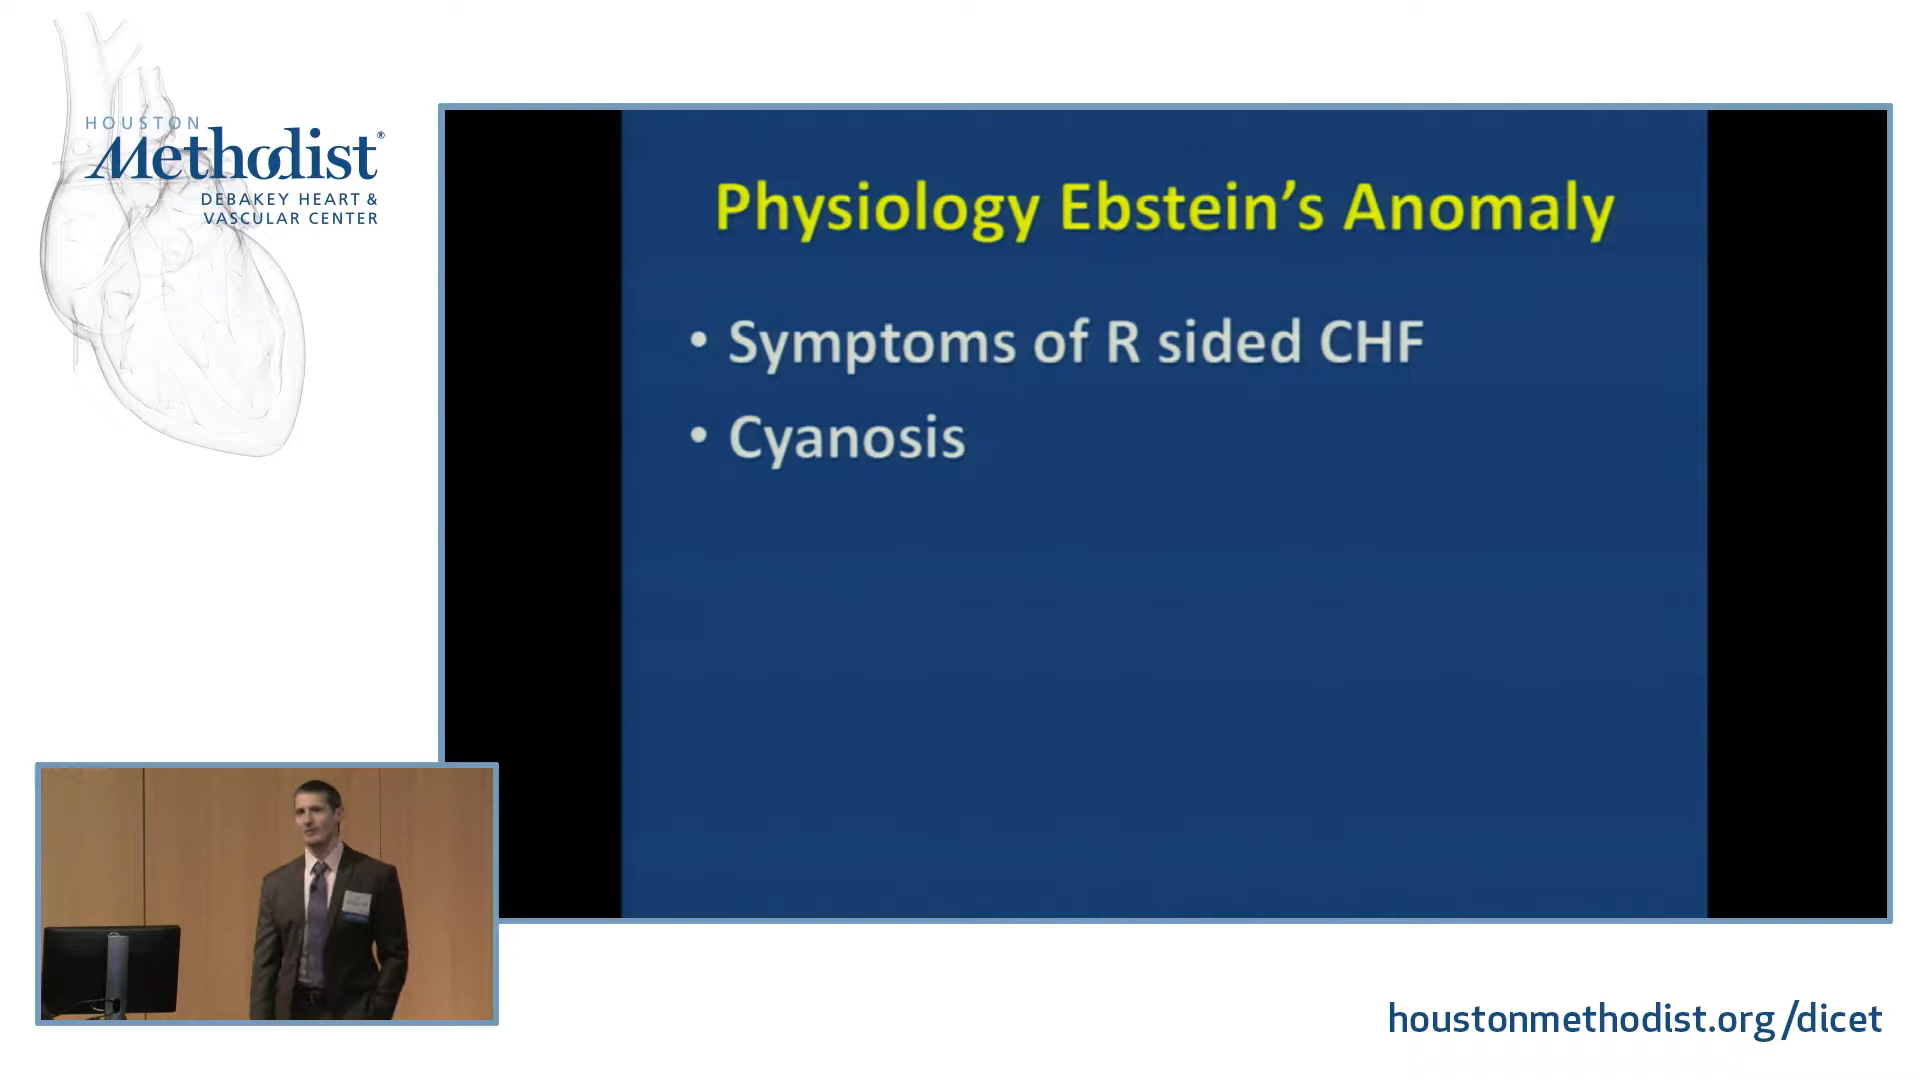 HOUSTON
Methodist®
DEBAKEY HEART &
VASCULAR CENTER
Physiology Ebstein’s Anomaly
• Symptoms of R sided CHF
• Cyanosis
houstonmethodist.org/dicet